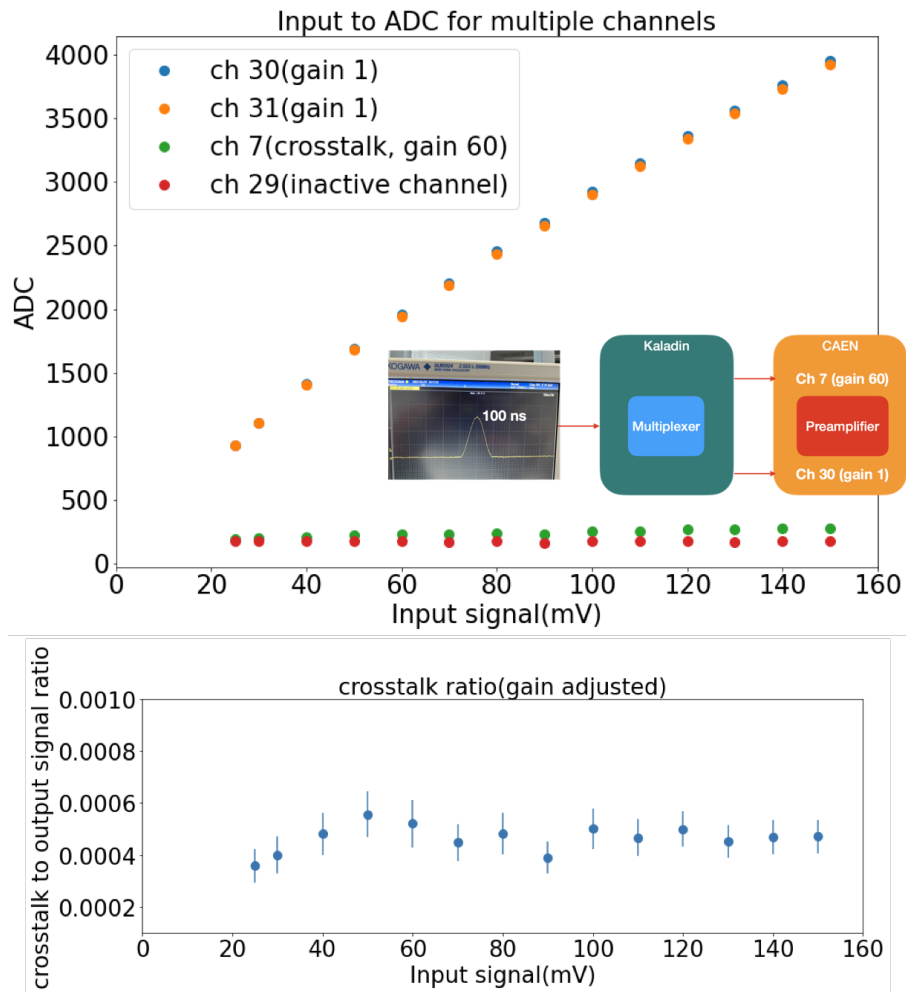 Input to ADC for multiple channels
4000
3500
3000
2500
2000
1500
1000
500
0
ADC
ch 30(gain 1)
ch 31(gain 1)
ch 7(crosstalk, gain 60)
ch 29(inactive channel)
KOGAWA
100 ns
Kaladin
Multiplexer
CAEN
Ch 7 (gain 60)
Preamplifier
Ch 30 (gain 1)
0 20 40 60 80 100 120 140 160
Input signal(mV)
crosstalk ratio(gain adjusted)
crosstalk to output signal ratio
0.0010
0.0008
0.0006
0.0004
0.0002
0 20 40 60 80 100 120 140 160
Input signal(mV)